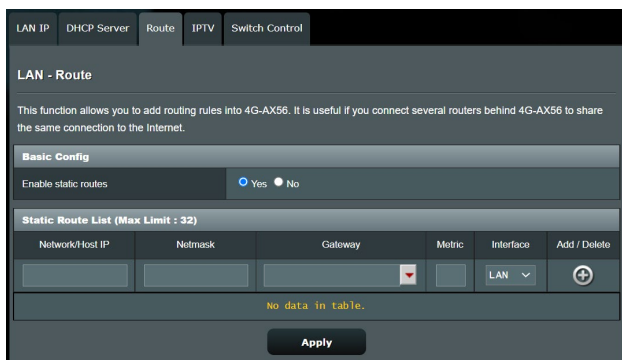 LAN IP DHCP Server Route IPTV Switch Control
LAN - Route
This function allows you to add routing rules into 4G-AX56. It is useful if you connect several routers behind 4G-AX56 to share
the same connection to the Internet.
Basic Config
Enable static routes Yes No
Static Route List (Max Limit : 32)
Network/Host IP Netmask Gateway Metric Interface Add / Delete
LAN
No data in table.
Apply